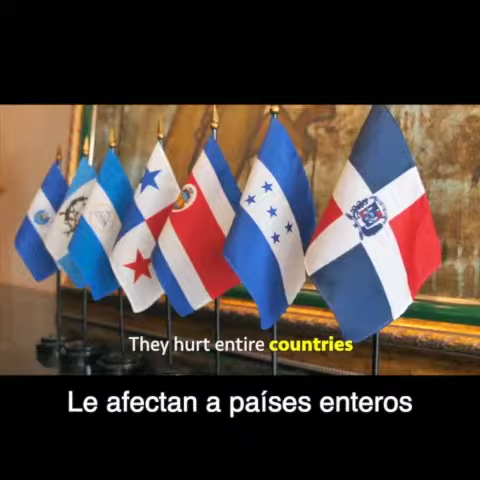 They hurt entire countries
Le afectan a países enteros